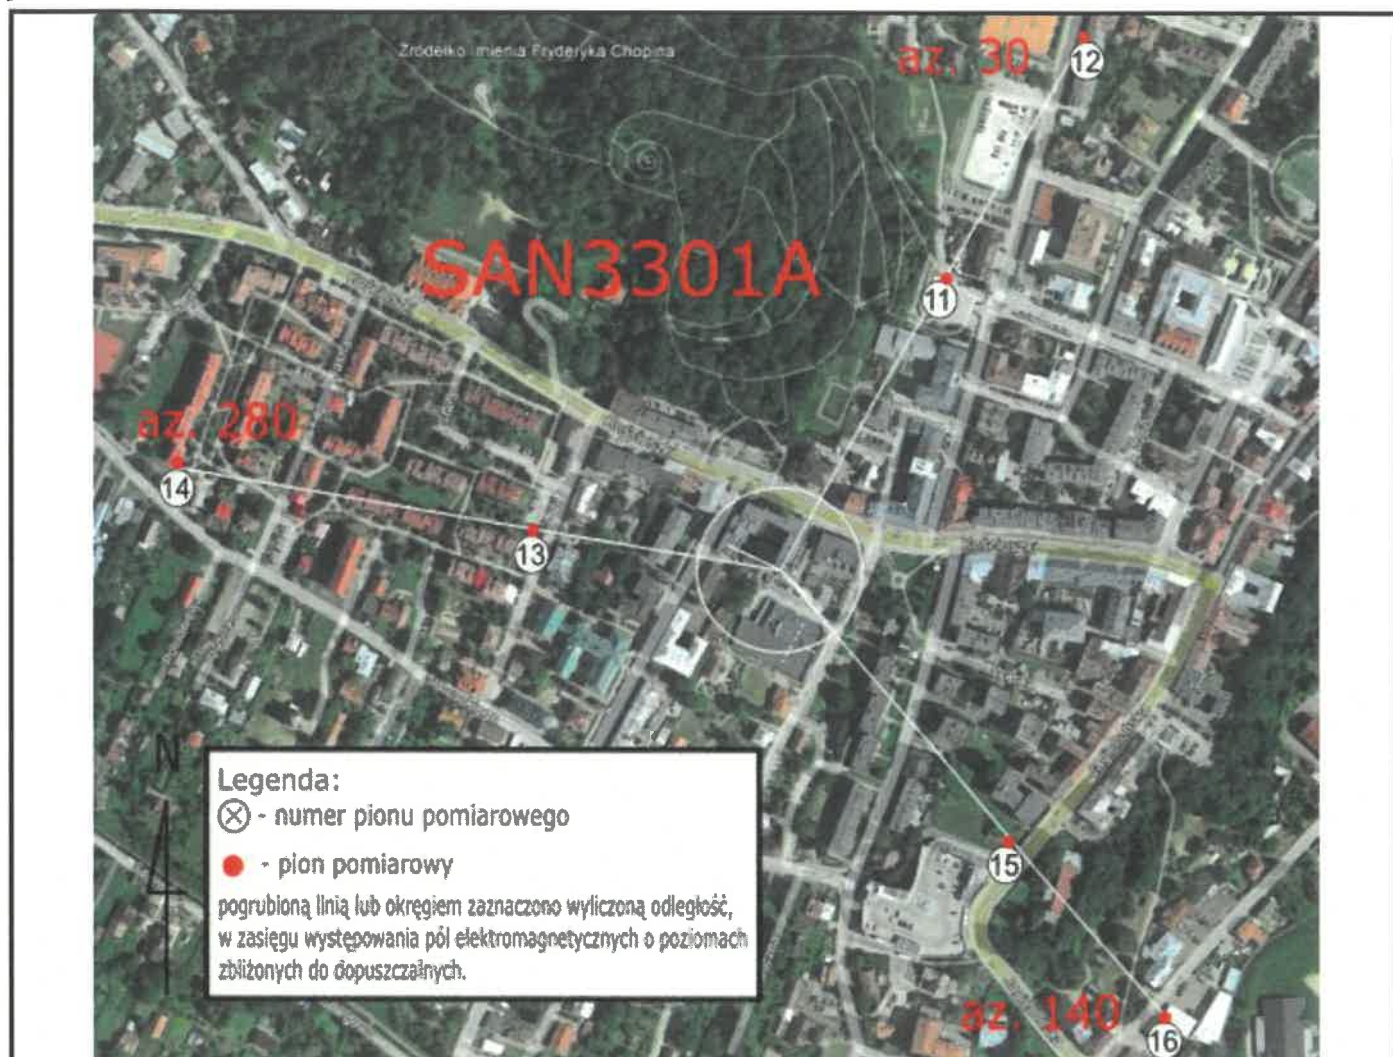 Źródełko imienia Fryderyka Chopina
az. 30
12
SAN3301A
11
az. 280
14
13
N
Legenda:
- numer pionu pomiarowego
- pion pomiarowy
pogrubioną linią lub okręgiem zaznaczono wyliczoną odległość,
w zasięgu występowania pól elektromagnetycznych o poziomach
zbliżonych do dopuszczalnych.
15
az. 140
16